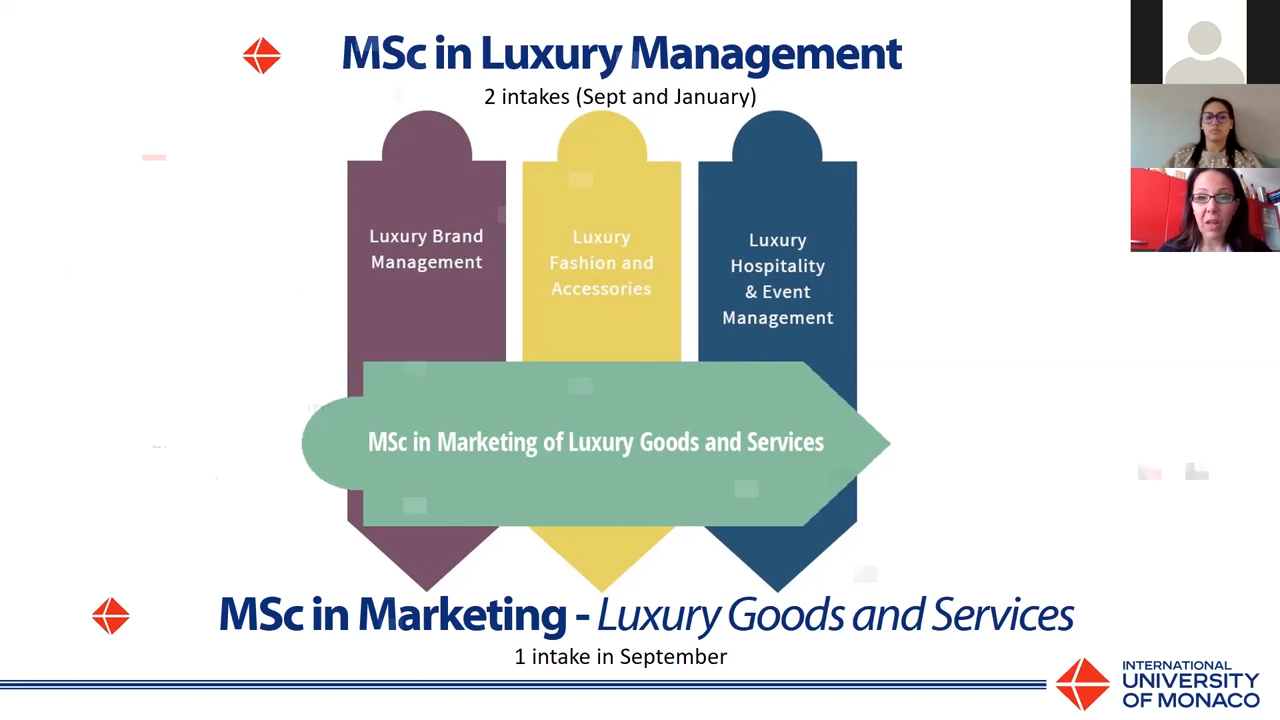 MSc in Luxury Management
2 intakes (Sept and January)
Luxury Brand
Management
Luxury
Fashion and
Accessories
Luxury
Hospitality
& Event
Management
MSc in Marketing of Luxury Goods and Services
MSc in Marketing - Luxury Goods and Services
1 intake in September
INTERNATIONAL
UNIVERSITY
OF MONACO